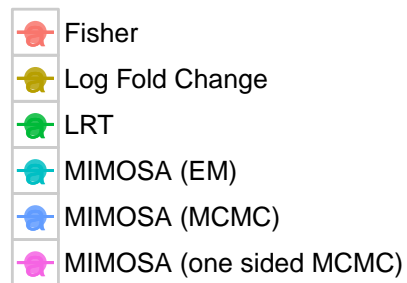 Fisher
Log Fold Change
LRT
MIMOSA (EM)
MIMOSA (MCMC)
MIMOSA (one sided MCMC)